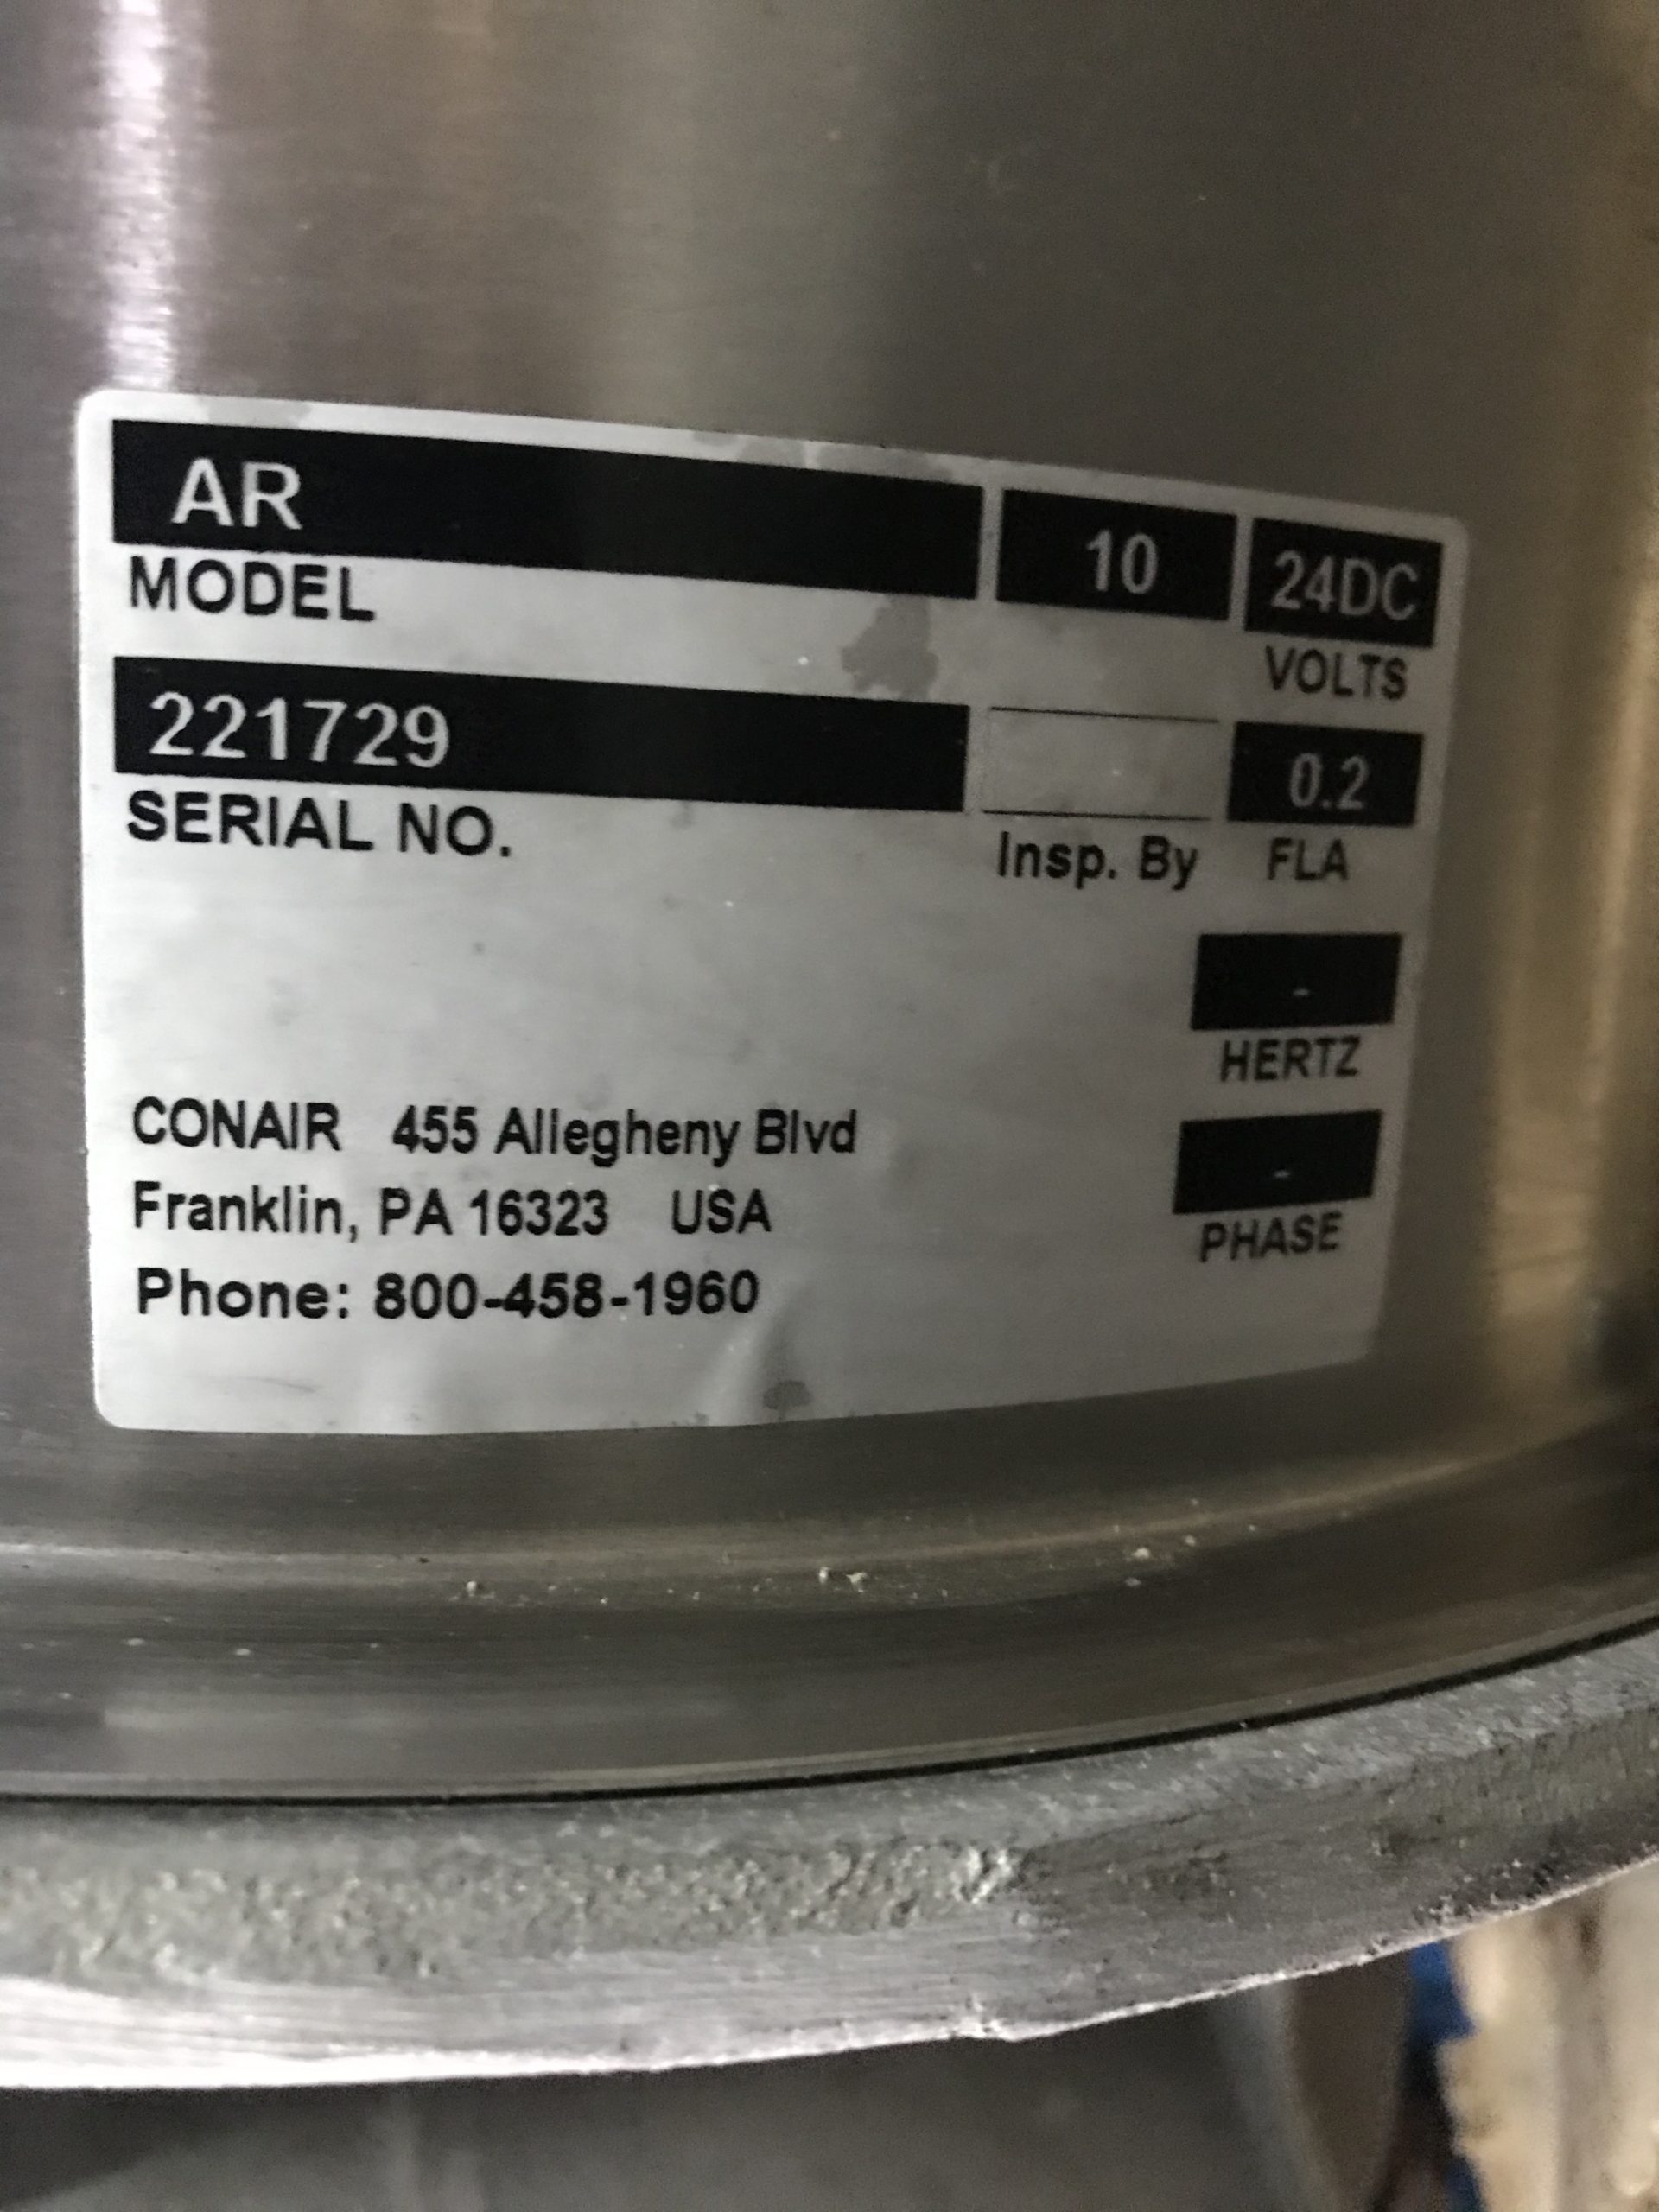 AR 10 24DC
MODEL VOLTS
221729 0.2
SERIAL NO. Insp. By FLA
-
HERTZ
CONAIR 455 Allegheny Blvd
Franklin, PA 16323 USA
Phone: 800-458-1960
-
PHASE